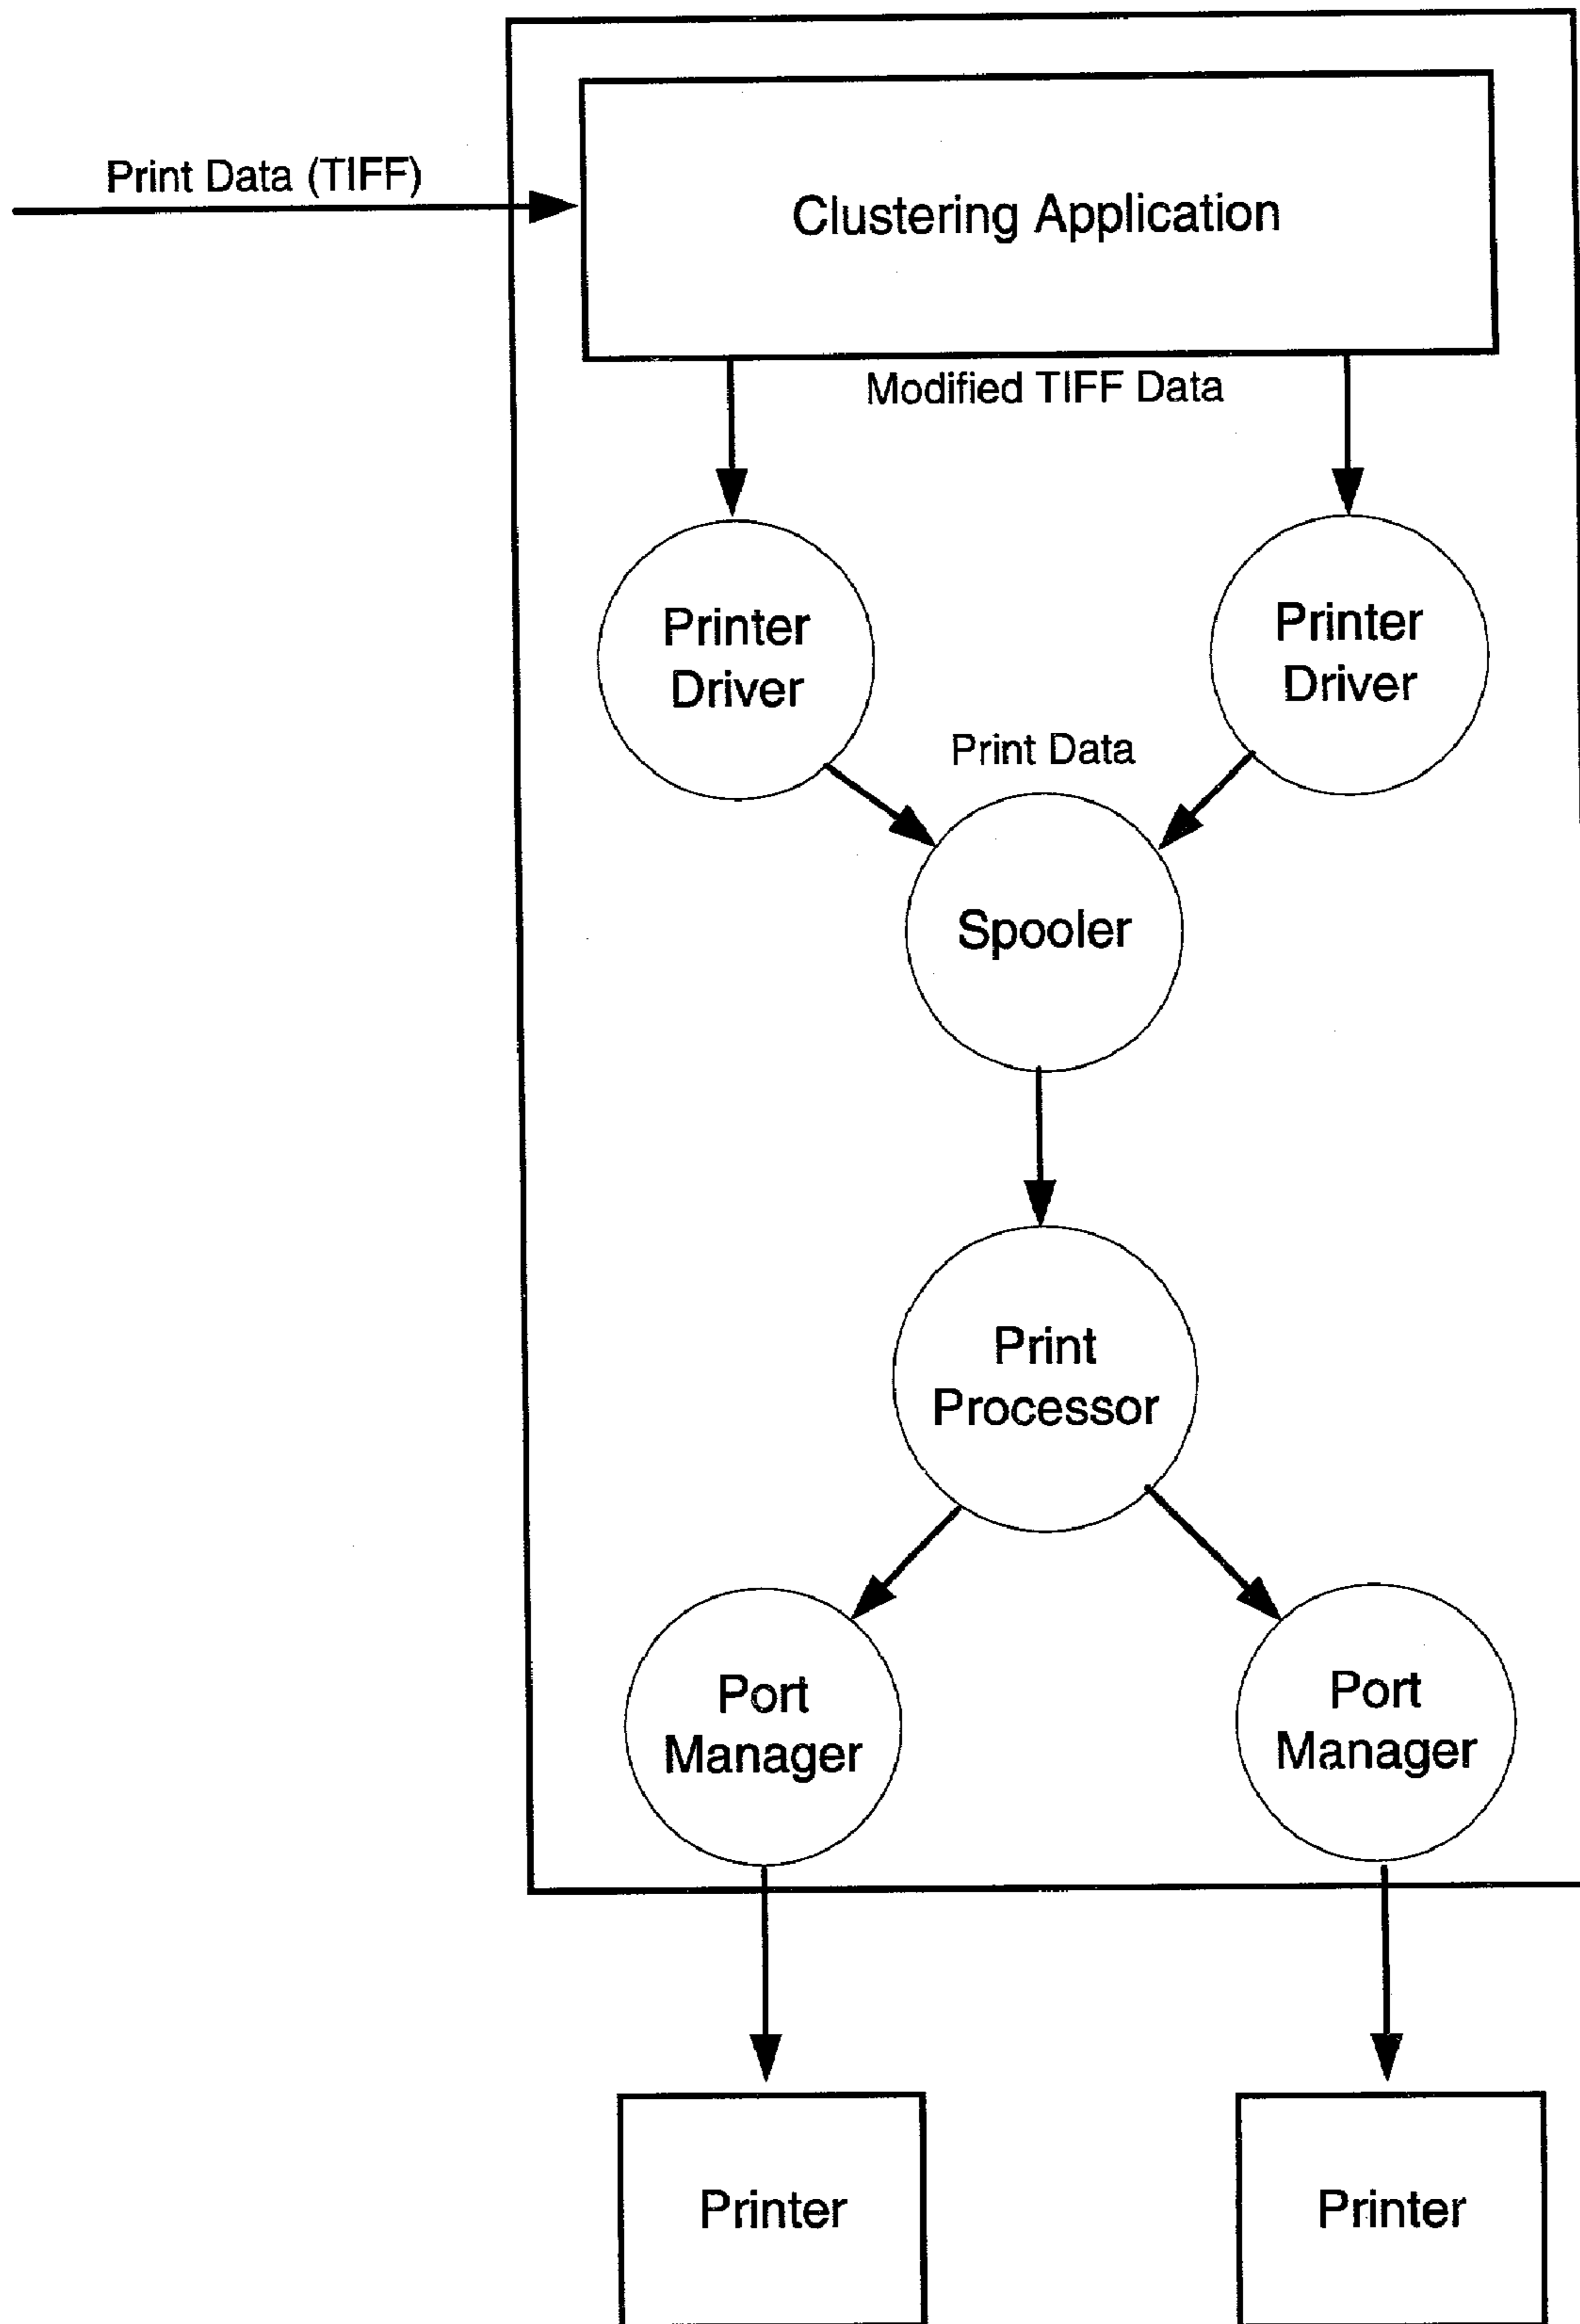 Print Data (TIFF)
Clustering Application
Modified TIFF Data
Printer
Driver
Printer
Driver
Print Data
Spooler
Print
Processor
Port
Manager
Port
Manager
Printer
Printer